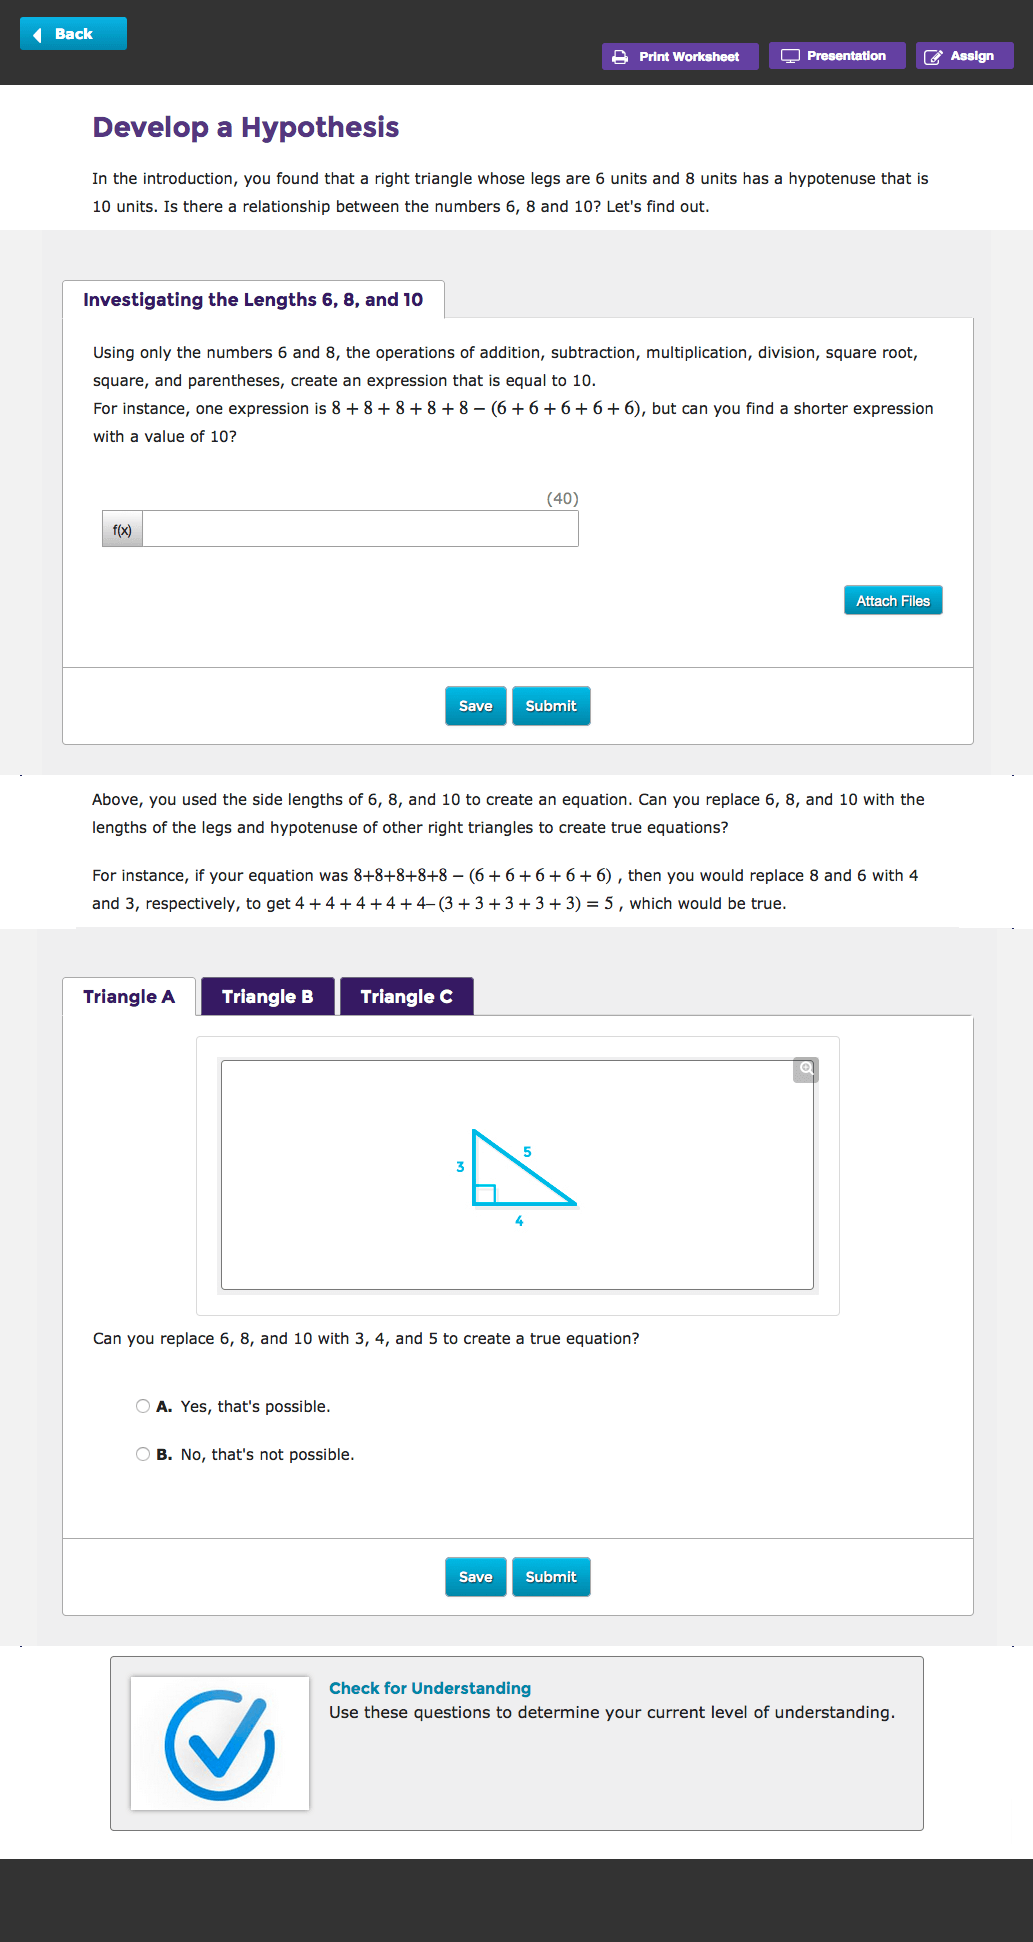 Back
Print Worksheet
Presentation
Assign
Develop a Hypothesis
In the introduction, you found that a right triangle whose legs are 6 units and 8 units has a hypotenuse that is
10 units. Is there a relationship between the numbers 6, 8 and 10? Let's find out.
Investigating the Lengths 6, 8, and 10
Using only the numbers 6 and 8, the operations of addition, subtraction, multiplication, division, square root,
square, and parentheses, create an expression that is equal to 10.
For instance, one expression is 8 + 8 + 8 + 8 + 8 − (6 + 6 + 6 + 6 + 6), but can you find a shorter expression
with a value of 10?
(40)
f(x)
Attach Files
Save
Submit
Above, you used the side lengths of 6, 8, and 10 to create an equation. Can you replace 6, 8, and 10 with the
lengths of the legs and hypotenuse of other right triangles to create true equations?
For instance, if your equation was 8+8+8+8+8 − (6 + 6 + 6 + 6 + 6) , then you would replace 8 and 6 with 4
and 3, respectively, to get 4 + 4 + 4 + 4 + 4– (3 + 3 + 3 + 3 + 3) = 5 , which would be true.
Triangle A
Triangle B
Triangle C
5
3
4
Can you replace 6, 8, and 10 with 3, 4, and 5 to create a true equation?
A. Yes, that's possible.
B. No, that's not possible.
Save
Submit
Check for Understanding
Use these questions to determine your current level of understanding.